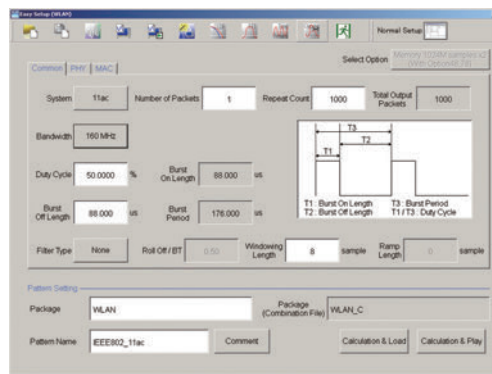 Easy Setup (WLAN)
Normal Setup
Select Option
Memory 1024M samples x2
Common PHY MAC
System 11ac Number of Packets 1 Repeat Count 1000 Total Output Packets 1000
Bandwidth 160 MHz
T3
T2
T1
Duty Cycle 50.0000 % Burst On Length 88.000 us
Burst Off Length 88.000 us Burst Period 176.000 us
T1 : Burst On Length T3 : Burst Period
T2 : Burst Off Length T1 / T3 : Duty Cycle
Filter Type None Roll Off / BT 0.50 Windowing Length 8 sample Ramp Length 0 sample
Pattern Setting
Package WLAN Package (Combination File) WLAN_C
Pattern Name IEEE802_11ac Comment Calculation & Load Calculation & Play